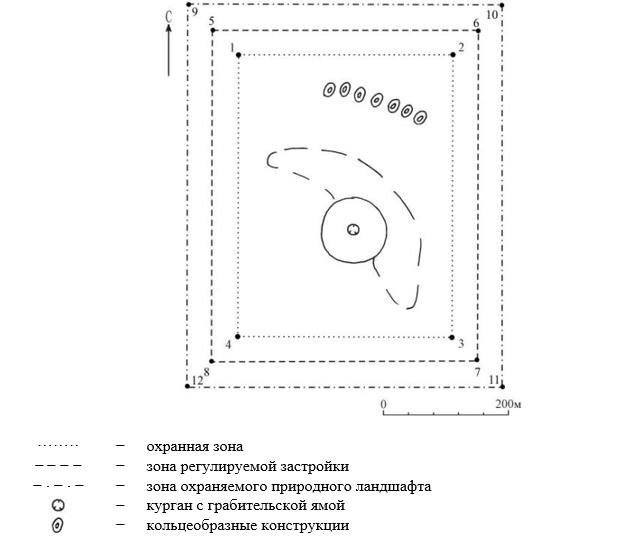 9
10
С
5
6
1
2
4
3
8
7
12
11
0
200м
........ – охранная зона
– – – – – зона регулируемой застройки
– · – · – – зона охраняемого природного ландшафта
– курган с грабительской ямой
– кольцеобразные конструкции